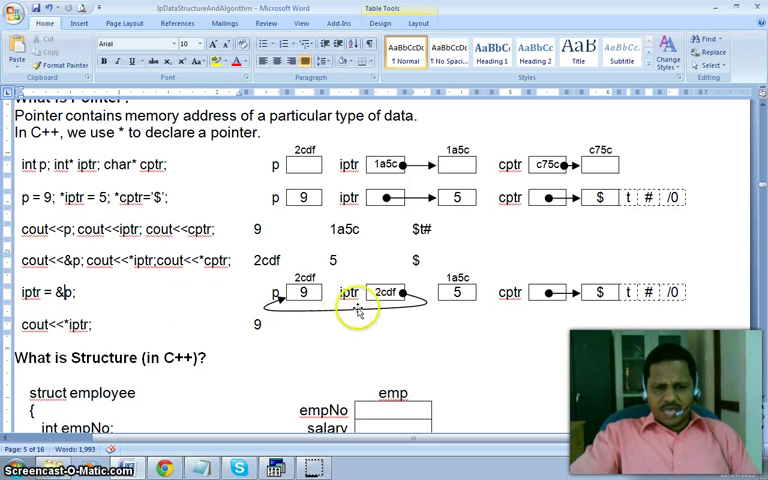 JpDataStructureAndAlgorithm - Microsoft Word
Table Tools
Home Insert Page Layout References Mailings Review View Add-Ins Design Layout
Cut
Copy
Paste
Format Painter
Clipboard
Arial
10
Font
Paragraph
AaBbCcDc AaBbCcDc AaBbCc AaBbCc AaB AaBbCc.
¶ Normal ¶ No Spac... Heading 1 Heading 2 Title Subtitle
Change Styles
Styles
Find
Replace
Select
Editing
What is Pointer?
Pointer contains memory address of a particular type of data.
In C++, we use * to declare a pointer.
2cdf 1a5c c75c
int p; int* iptr; char* cptr; p iptr 1a5c cptr c75c
p = 9; *iptr = 5; *cptr='$'; p 9 iptr 5 cptr $ t # /0
cout<<p; cout<<iptr; cout<<cptr; 9 1a5c $t#
cout<<&p; cout<<*iptr;cout<<*cptr; 2cdf 5 $
2cdf 1a5c
iptr = &p; p 9 iptr 2cdf 5 cptr $ t # /0
cout<<*iptr; 9
What is Structure (in C++)?
struct employee emp
{ empNo
int empNo; salary
Page: 5 of 16 Words: 1,993
Screencast-O-Matic.com